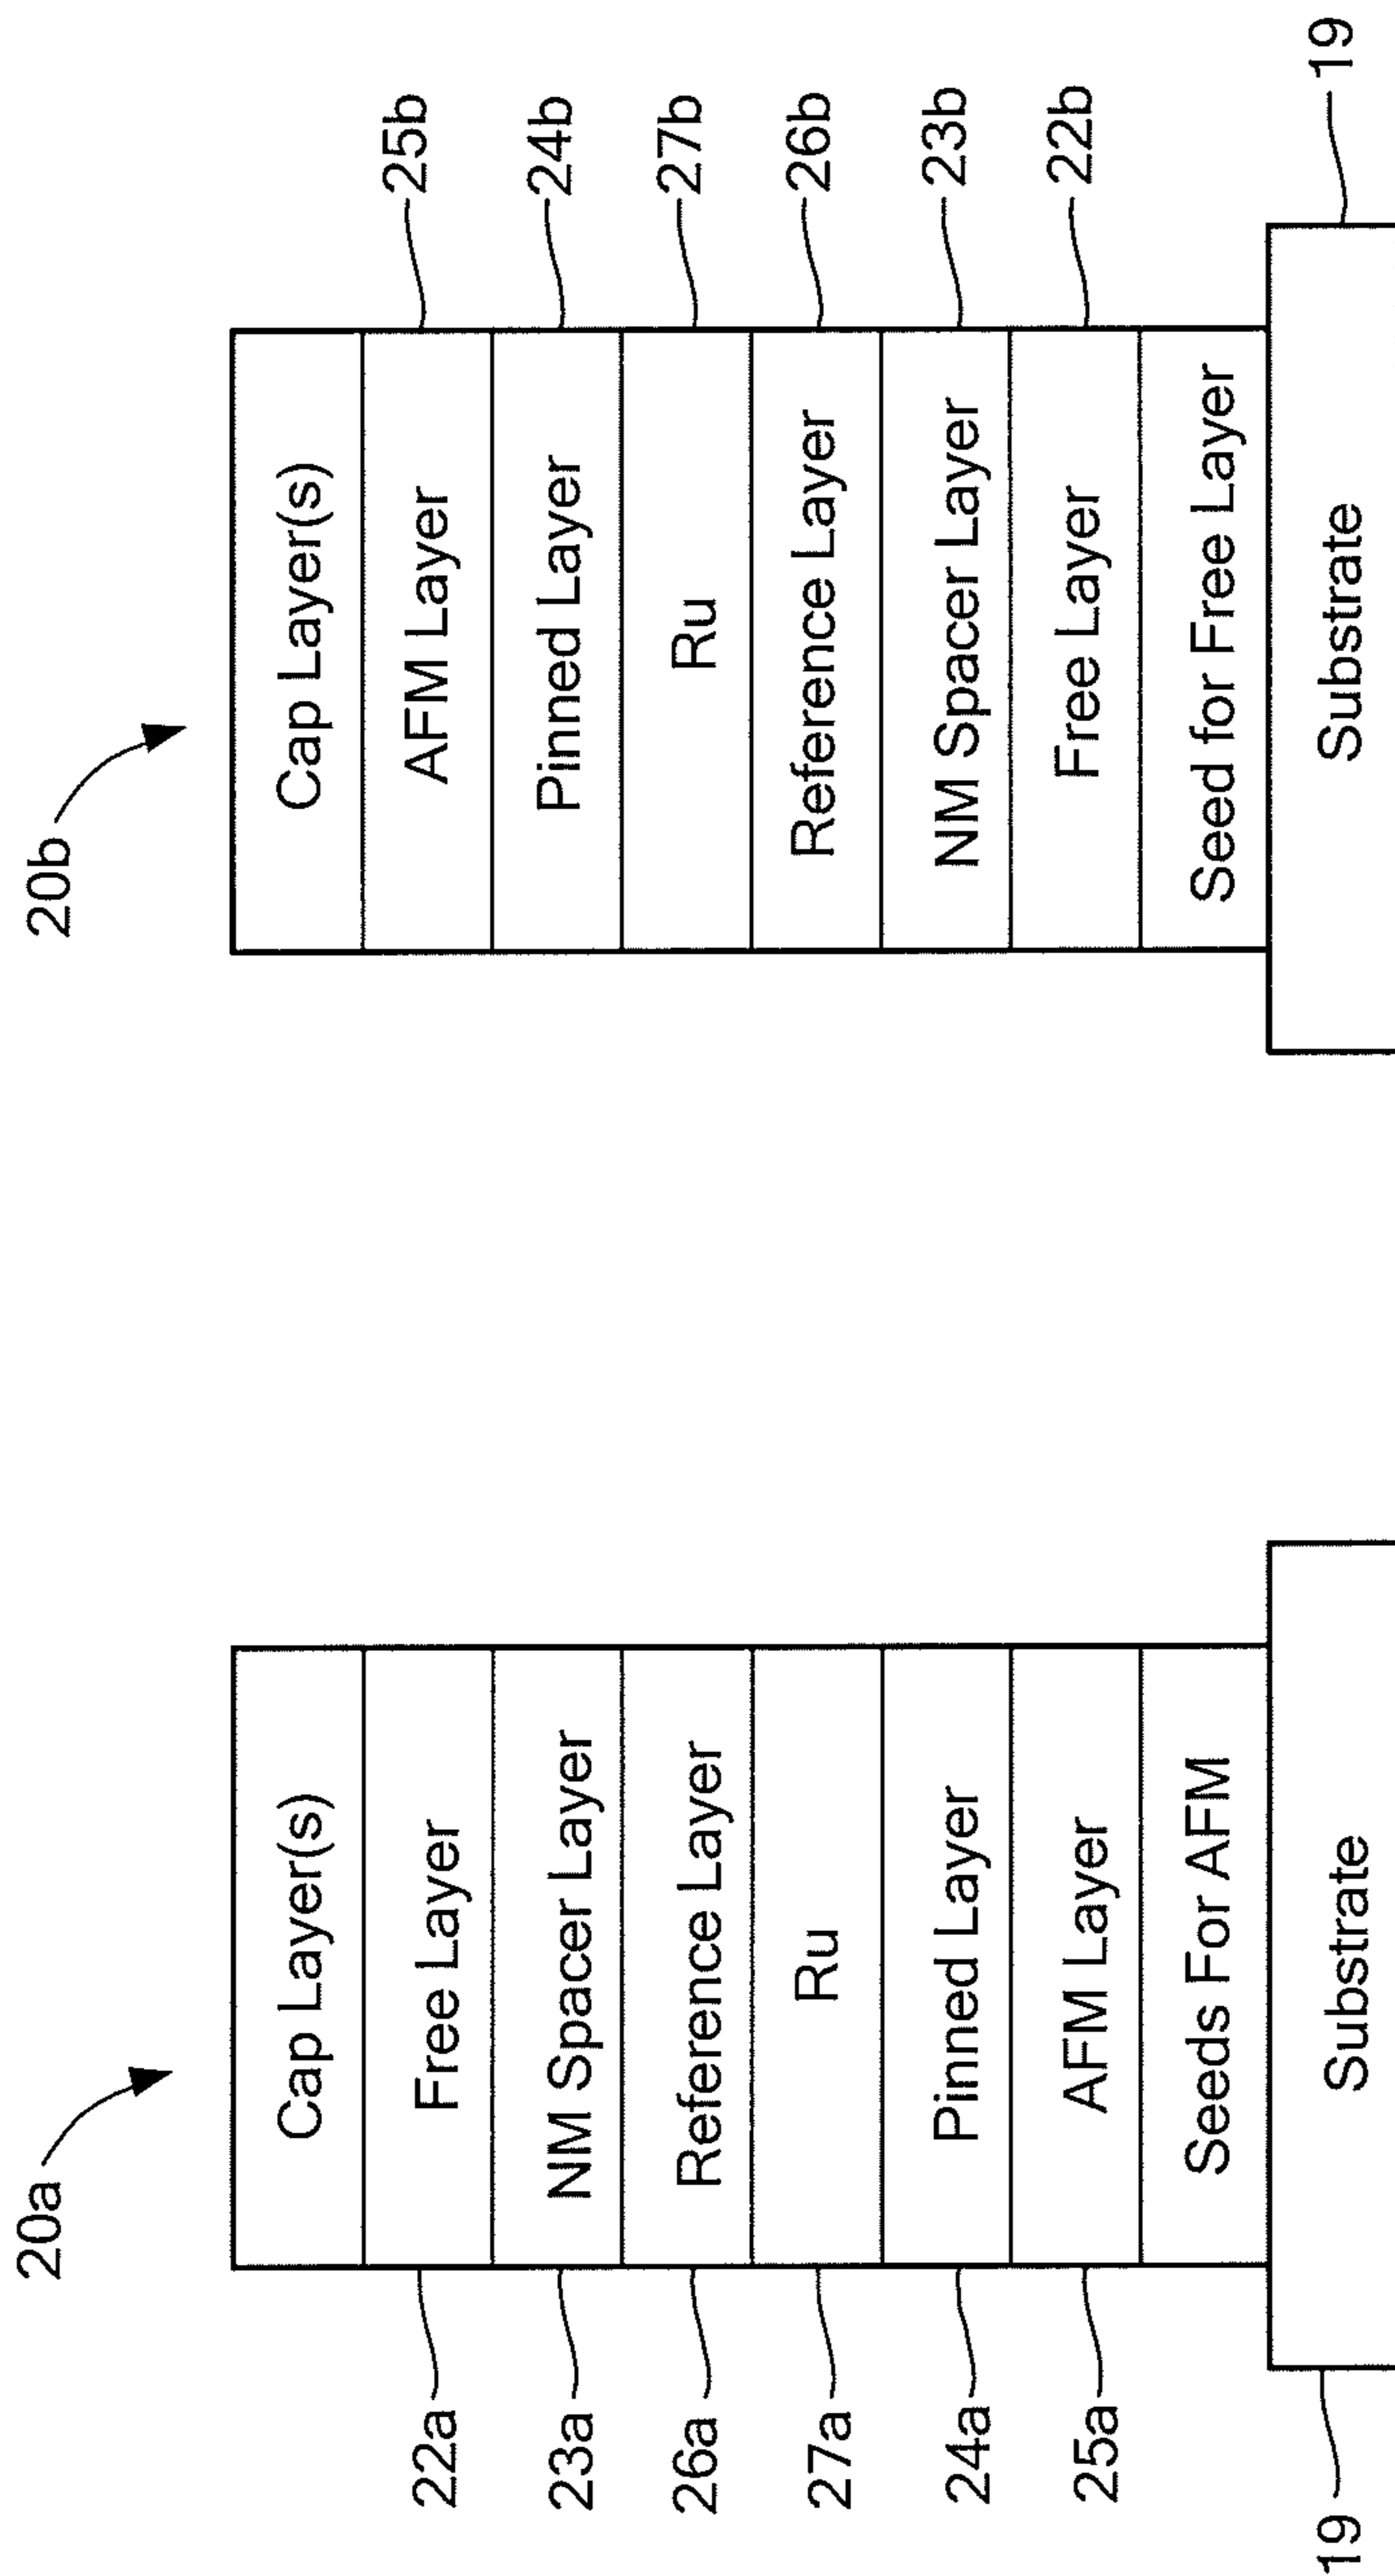 20a
Cap Layer(s)
22a
Free Layer
23a
NM Spacer Layer
26a
Reference Layer
27a
Ru
24a
Pinned Layer
25a
AFM Layer
Seeds For AFM
19
Substrate
20b
Cap Layer(s)
AFM Layer
25b
Pinned Layer
24b
Ru
27b
Reference Layer
26b
NM Spacer Layer
23b
Free Layer
22b
Seed for Free Layer
Substrate
19